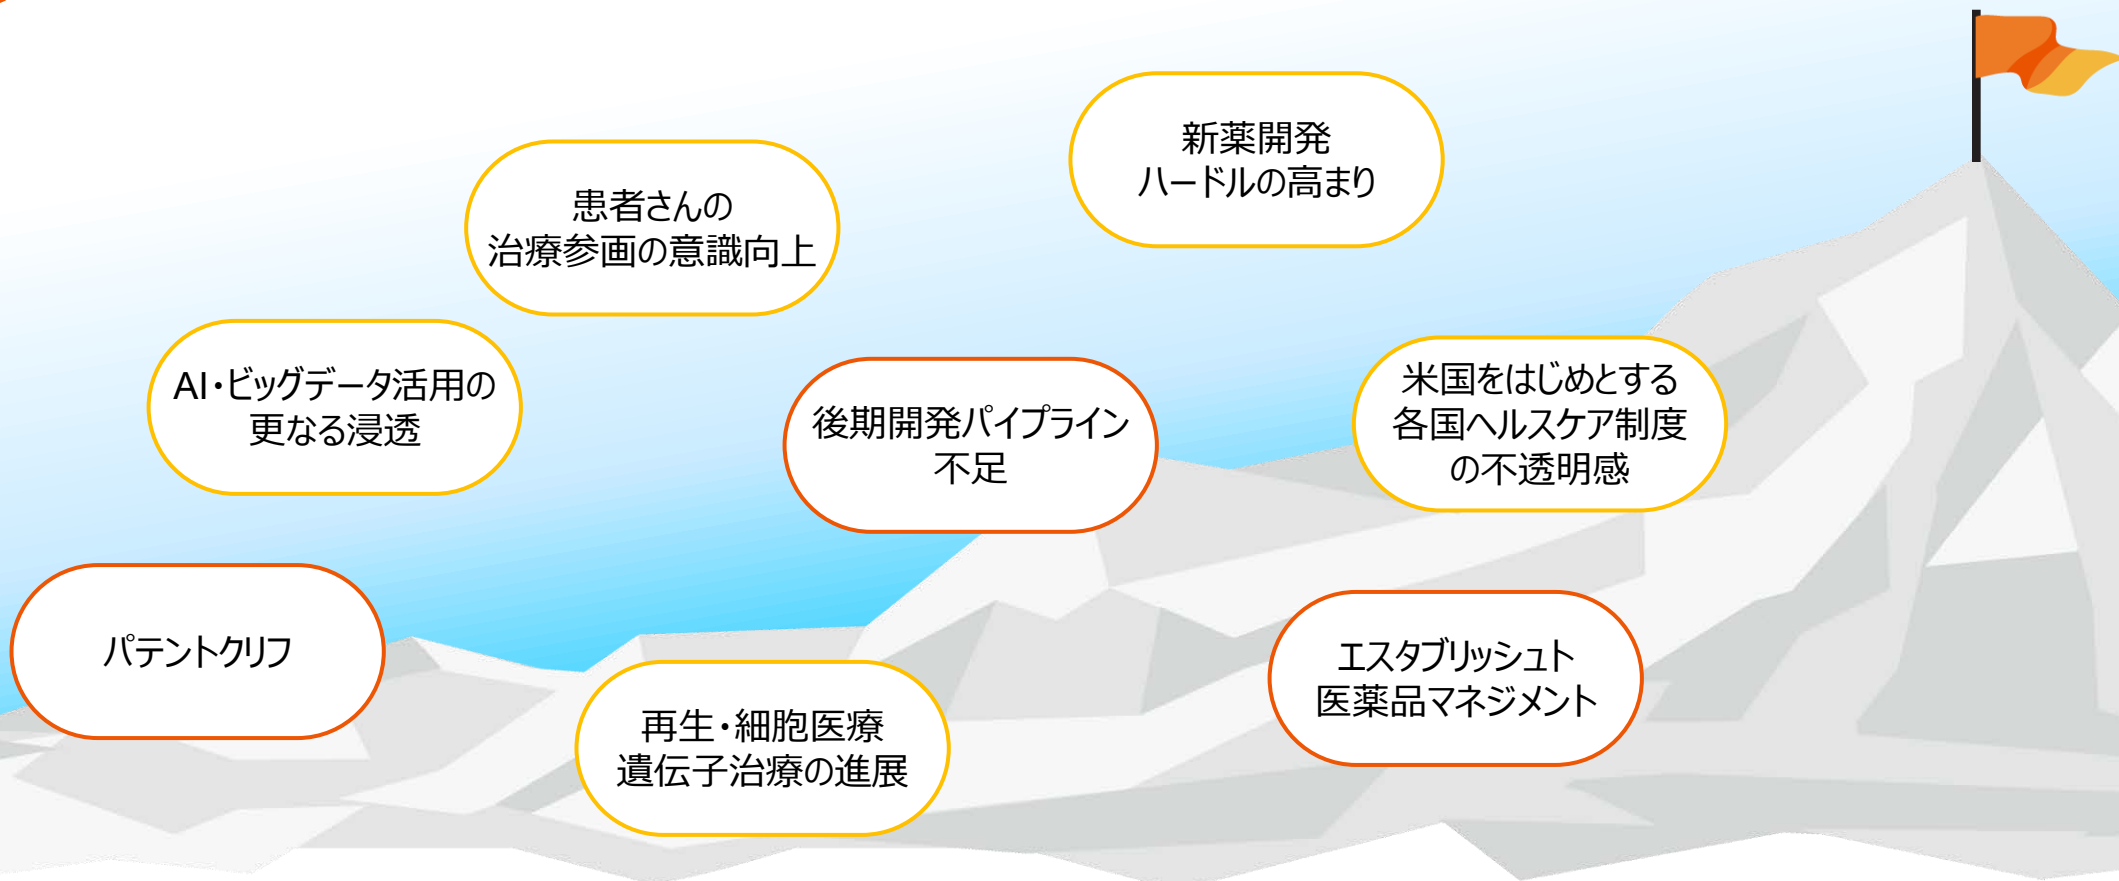 新薬開発
ハードルの高まり
患者さんの
治療参画の意識向上
AI・ビッグデータ活用の
更なる浸透
後期開発パイプライン
不足
米国をはじめとする
各国ヘルスケア制度
の不透明感
パテントクリフ
エスタブリッシュト
医薬品マネジメント
再生・細胞医療
遺伝子治療の進展